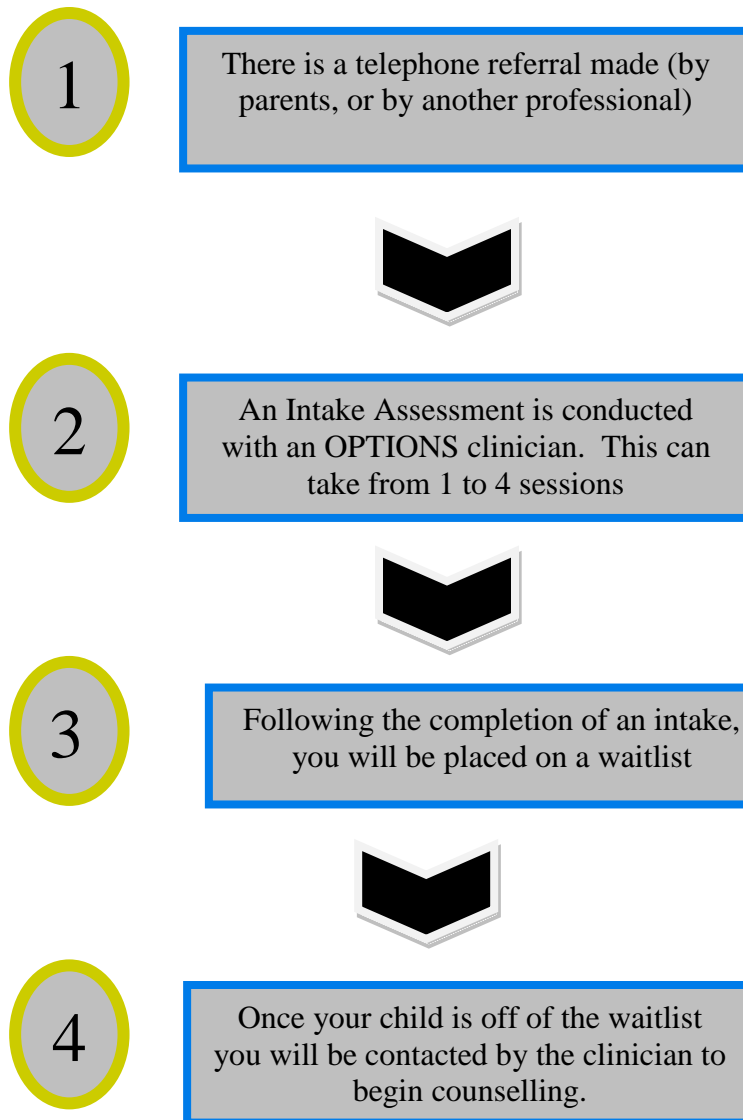 1
There is a telephone referral made (by
parents, or by another professional)
2
An Intake Assessment is conducted
with an OPTIONS clinician.  This can
take from 1 to 4 sessions
3
Following the completion of an intake,
you will be placed on a waitlist
4
Once your child is off of the waitlist
you will be contacted by the clinician to
begin counselling.